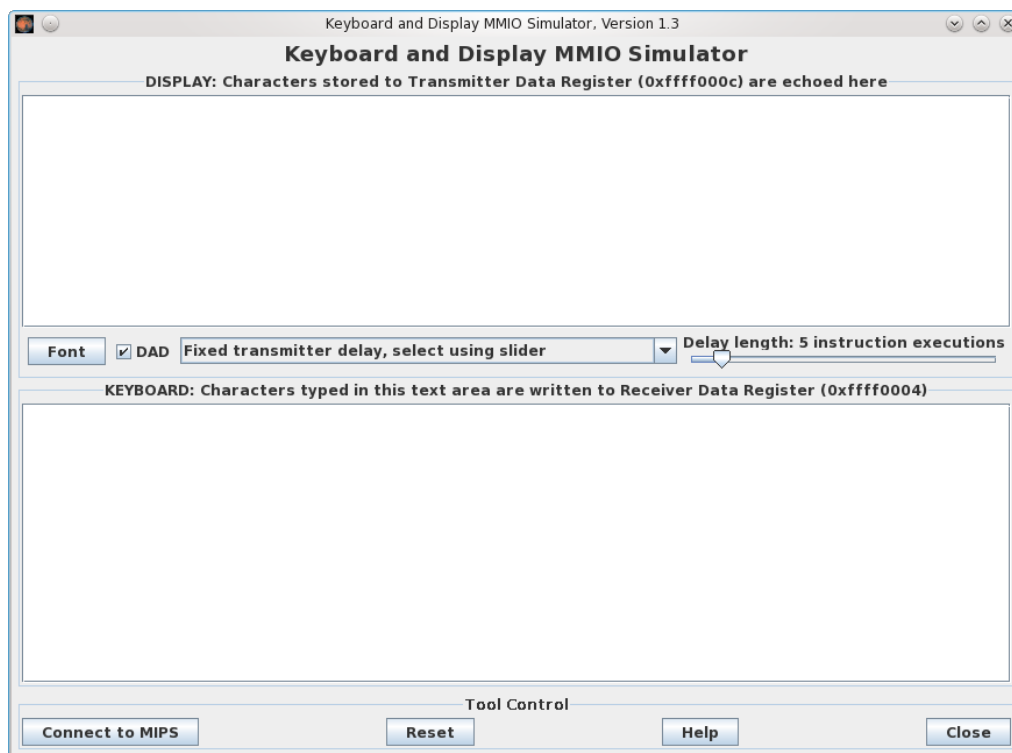 Keyboard and Display MMIO Simulator, Version 1.3
Keyboard and Display MMIO Simulator
DISPLAY: Characters stored to Transmitter Data Register (0xffff000c) are echoed here
Font
DAD
Fixed transmitter delay, select using slider
Delay length: 5 instruction executions
KEYBOARD: Characters typed in this text area are written to Receiver Data Register (0xffff0004)
Tool Control
Connect to MIPS
Reset
Help
Close